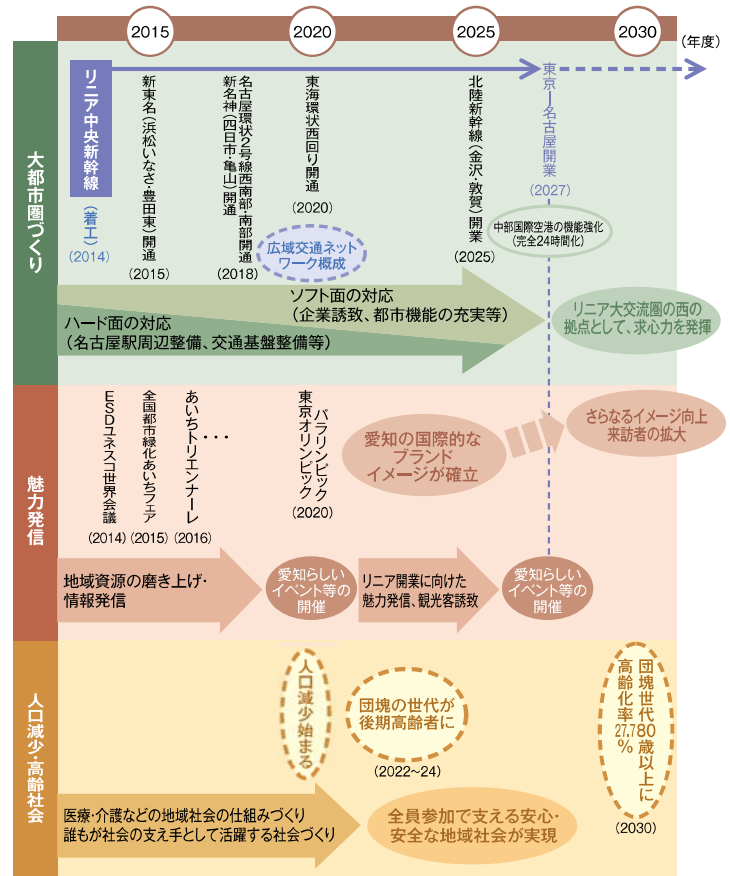 2015
2020
2025
2030
(年度)
大都市圏づくり
リニア中央新幹線
(着工)
(2014)
新東名(浜松いなさ・豊田東)開通
(2015)
名古屋環状2号線西南部・南部開通
新名神(四日市・亀山)開通
(2018)
東海環状西回り開通
(2020)
広域交通ネット
ワーク概成
北陸新幹線(金沢・敦賀)開業
(2025)
東京―名古屋開業
(2027)
中部国際空港の機能強化
(完全24時間化)
ソフト面の対応
(企業誘致、都市機能の充実等)
ハード面の対応
(名古屋駅周辺整備、交通基盤整備等)
リニア大交流圏の西の
拠点として、求心力を発揮
魅力発信
ESDユネスコ世界会議
(2014)
全国都市緑化あいちフェア
(2015)
あいちトリエンナーレ
・・・
(2016)
パラリンピック
東京オリンピック
(2020)
愛知の国際的な
ブランド
イメージが確立
さらなるイメージ向上
来訪者の拡大
地域資源の磨き上げ・
情報発信
愛知らしい
イベント等の
開催
リニア開業に向けた
魅力発信、観光客誘致
愛知らしい
イベント等の
開催
人口減少・高齢社会
人口減少始まる
団塊の世代が
後期高齢者に
(2022~24)
団塊世代80歳以上に
高齢化率27.7%
(2030)
医療・介護などの地域社会の仕組みづくり
誰もが社会の支え手として活躍する社会づくり
全員参加で支える安心・
安全な地域社会が実現